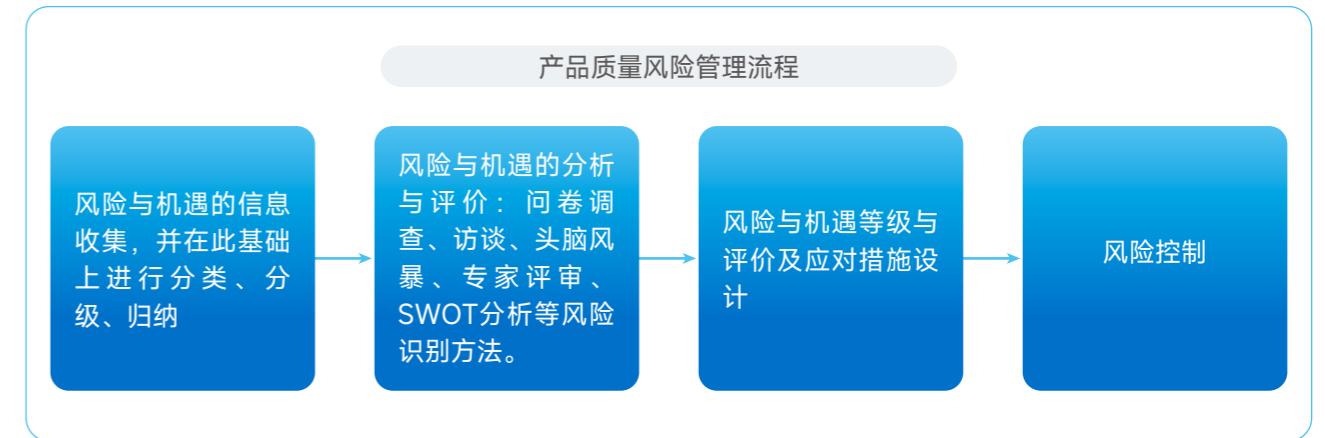 产品质量风险管理流程
风险与机遇的信息
收集，并在此基础
上进行分类、分
级、归纳
风险与机遇的分析
与评价：问卷调
查、访谈、头脑风
暴、专家评审、
SWOT分析等风险
识别方法。
风险与机遇等级与
评价及应对措施设
计
风险控制